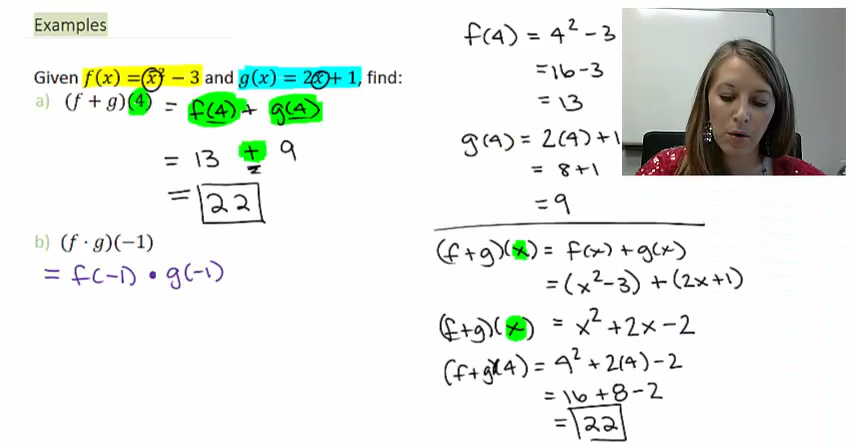 Examples
Given f(x) = x² − 3 and g(x) = 2x + 1, find:
a) (f + g)(4) = f(4) + g(4)
= 13 + 9
= 22
b) (f · g)(−1)
= f(−1) • g(−1)
f(4) = 4² − 3
= 16 − 3
= 13
g(4) = 2(4) + 1
= 8 + 1
= 9
(f+g)(x) = f(x) + g(x)
= (x² − 3) + (2x + 1)
(f+g)(x) = x² + 2x − 2
(f+g)(4) = 4² + 2(4) − 2
= 16 + 8 − 2
= 22